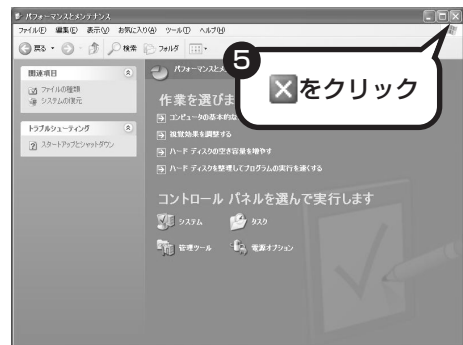 パフォーマンスとメンテナンス
ファイル(F) 編集(E) 表示(V) お気に入り(A) ツール(T) ヘルプ(H)
戻る 検索 フォルダ
5
×をクリック
関連項目
ファイルの種類
システムの復元
トラブルシューティング
スタートアップとシャットダウン
パフォーマンスとメ
作業を選びま
コンピュータの基本的な
視覚効果を調整する
ハード ディスクの空き容量を増やす
ハード ディスクを整理してプログラムの実行を速くする
コントロール パネルを選んで実行します
システム タスク
管理ツール 電源オプション